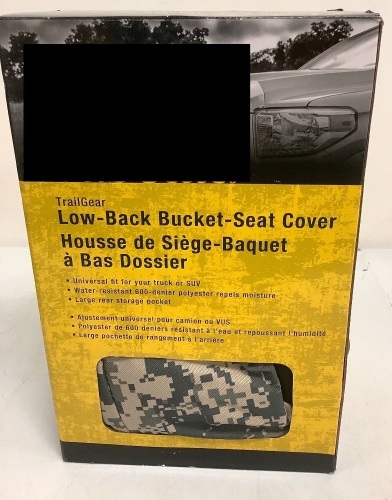 TrailGear
Low-Back Bucket-Seat Cover
Housse de Siège-Baquet
à Bas Dossier
• Universal fit for your truck or SUV
• Water-resistant 600-denier polyester repels moisture
• Large rear storage pocket
• Ajustement universel pour camion ou VUS
• Polyester de 600 deniers résistant à l'eau et repoussant l'humidité
• Large pochette de rangement à l'arrière